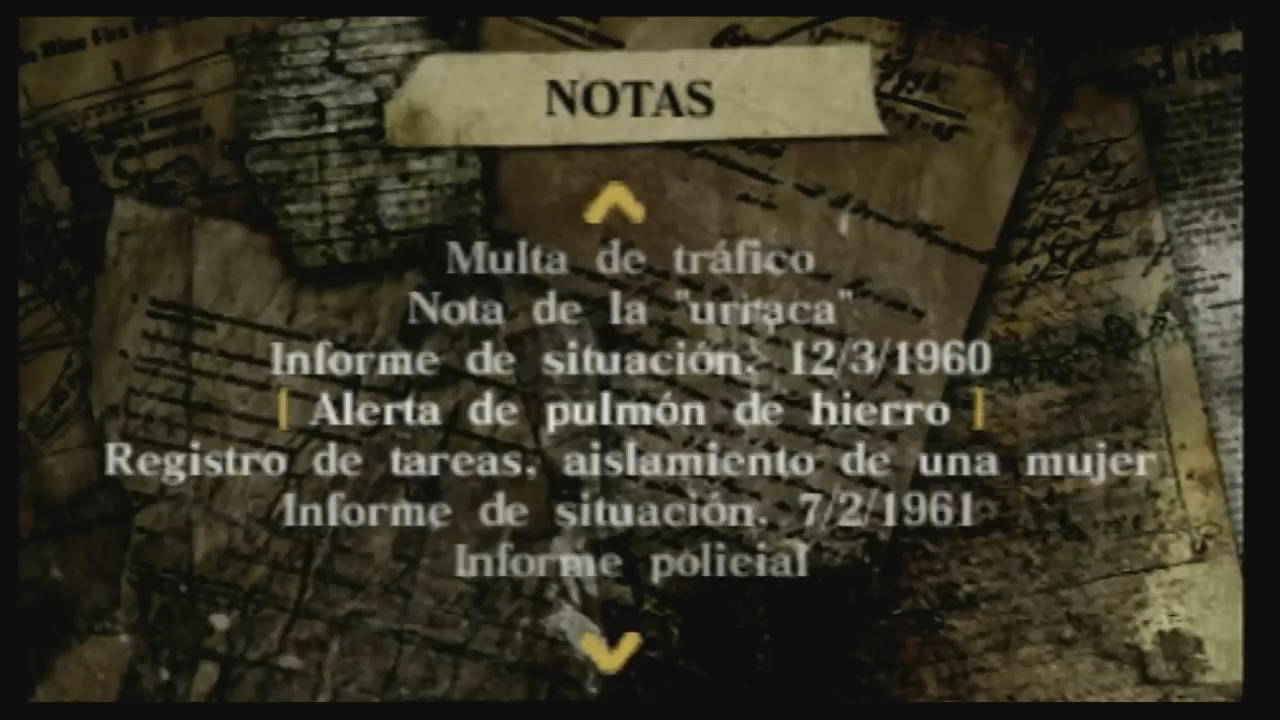 NOTAS
Multa de tráfico
Nota de la "urraca"
Informe de situación. 12/3/1960
[ Alerta de pulmón de hierro ]
Registro de tareas. aislamiento de una mujer
Informe de situación. 7/2/1961
Informe policial